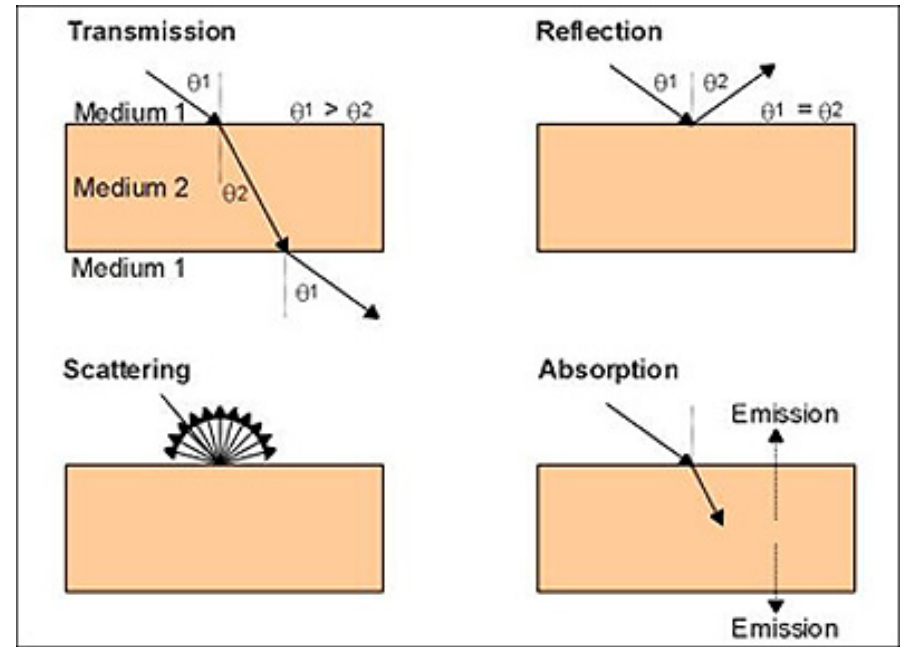 Transmission
θ1
Medium 1
θ1 > θ2
Medium 2
θ2
Medium 1
θ1
Reflection
θ1 θ2
θ1 = θ2
Scattering
Absorption
Emission
Emission